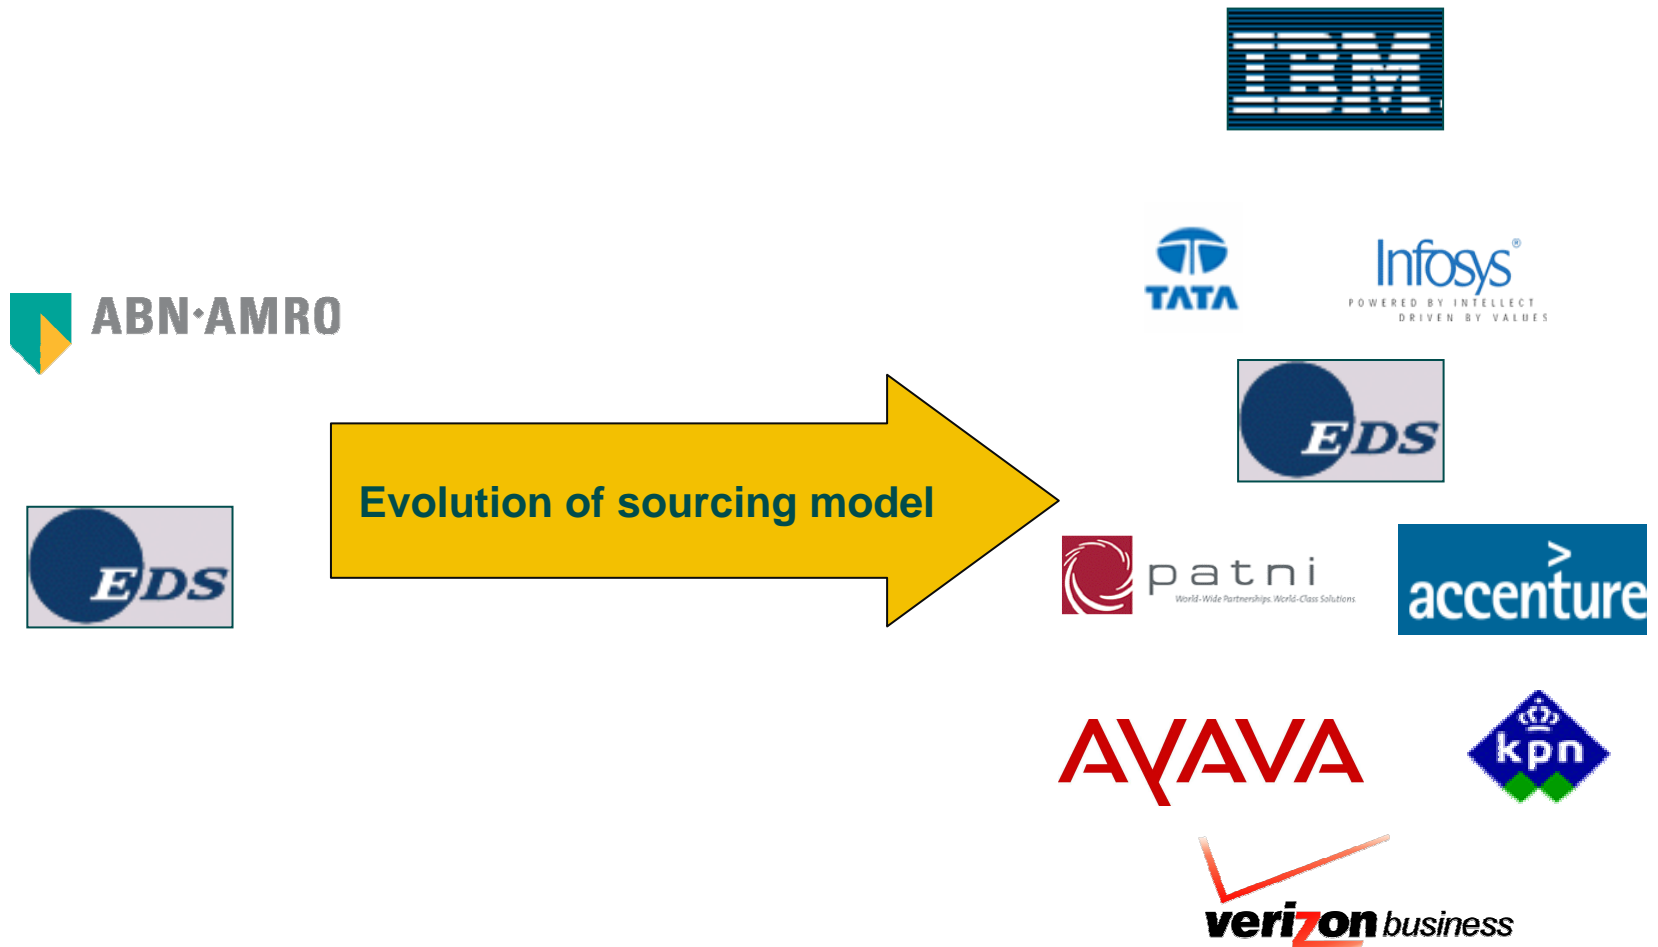 IBM
TATA
Infosys®
POWERED BY INTELLECT
DRIVEN BY VALUES
ABN·AMRO
EDS
Evolution of sourcing model
EDS
patni
World-Wide Partnerships. World-Class Solutions.
>
accenture
AVAYA
kpn
verizon business